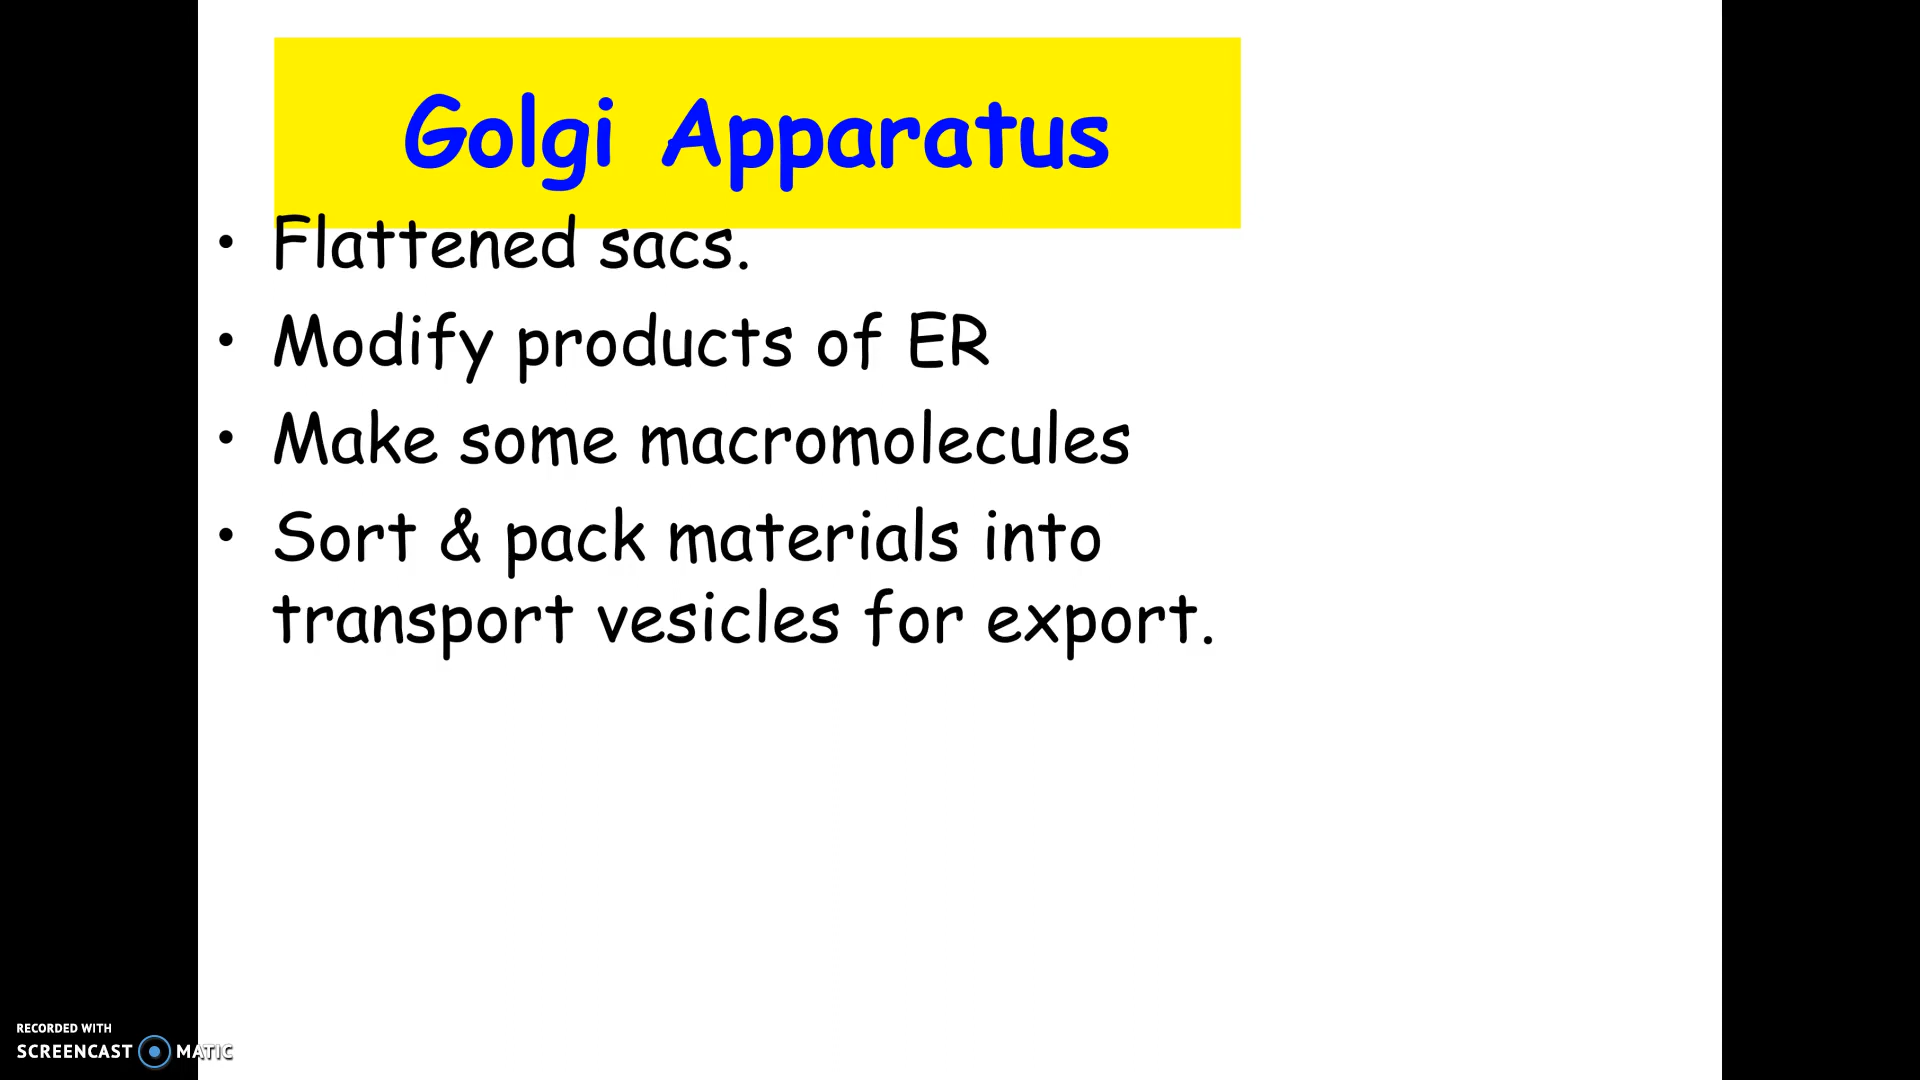 Golgi Apparatus
• Flattened sacs.
• Modify products of ER
• Make some macromolecules
• Sort & pack materials into
transport vesicles for export.
RECORDED WITH
SCREENCAST MATIC